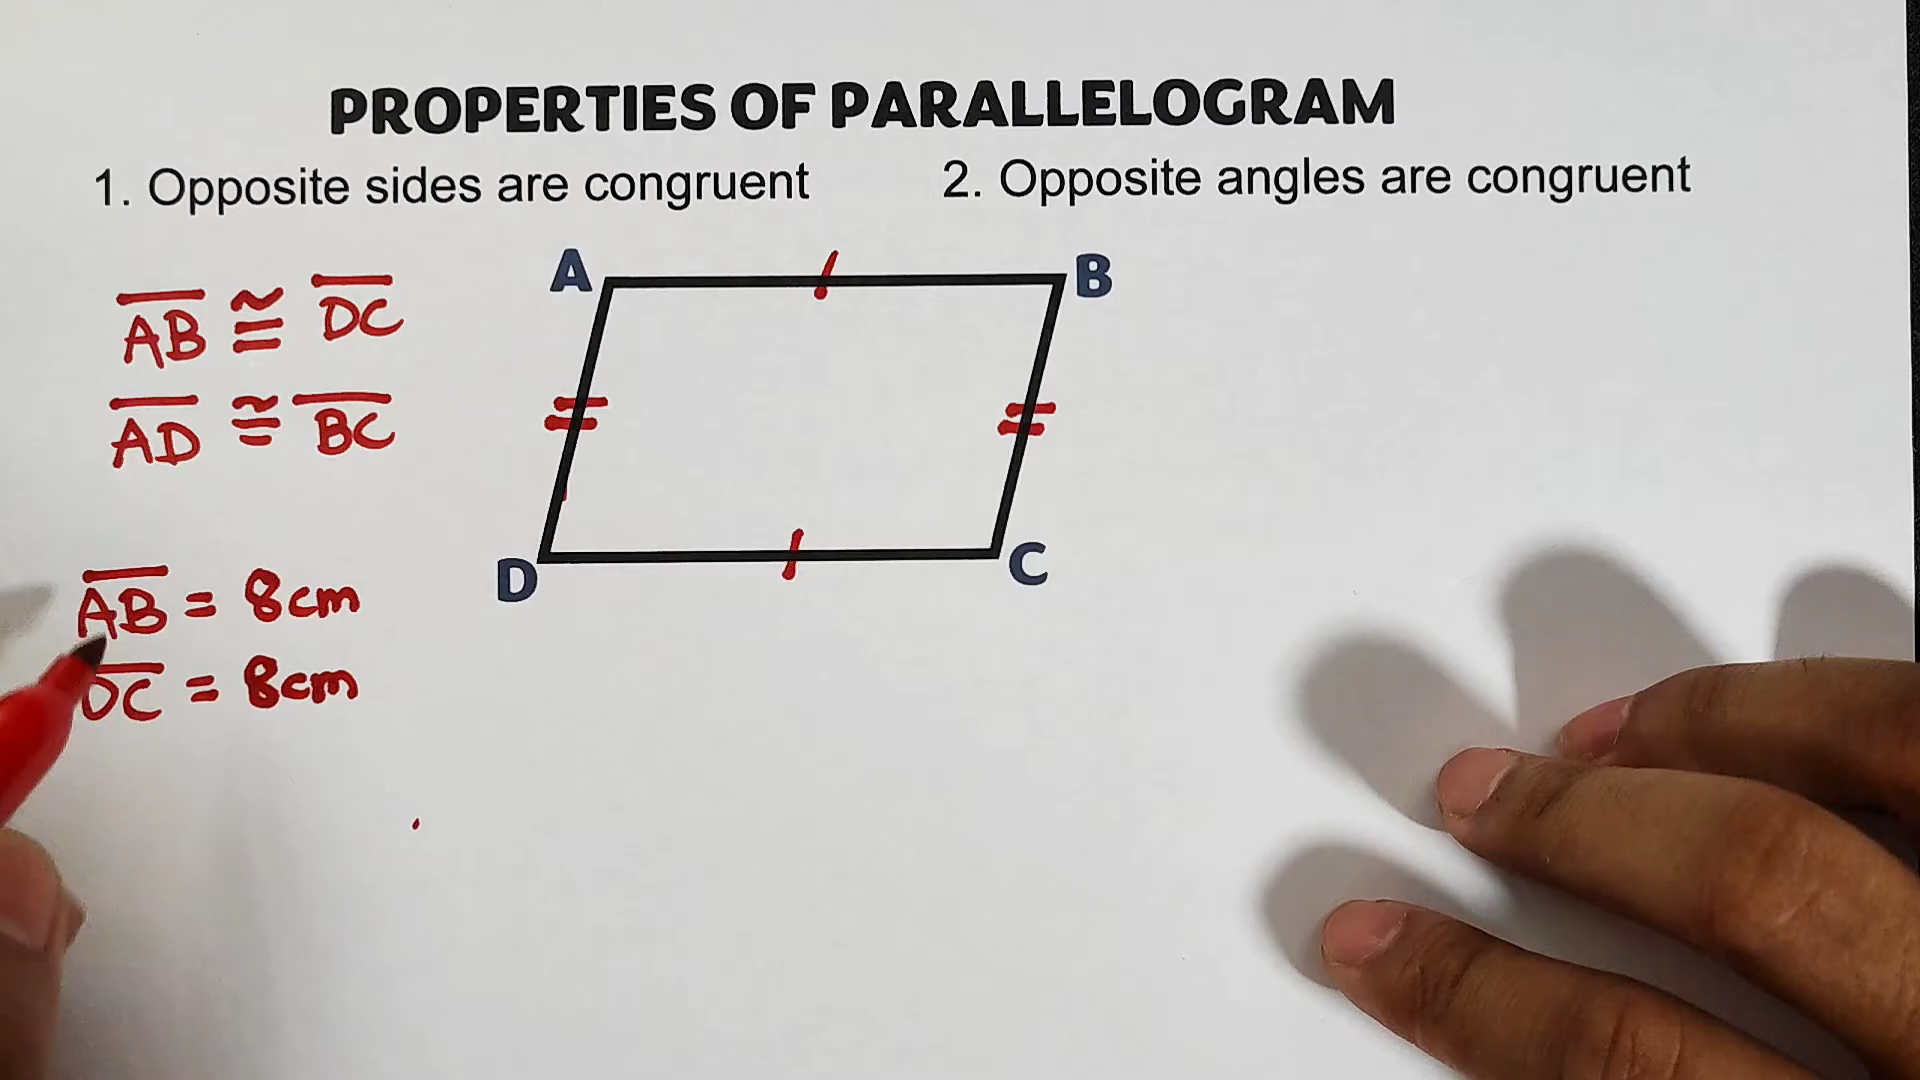 PROPERTIES OF PARALLELOGRAM
1. Opposite sides are congruent
2. Opposite angles are congruent
A
B
AB ≅ DC
AD ≅ BC
D
C
AB = 8cm
DC = 8cm